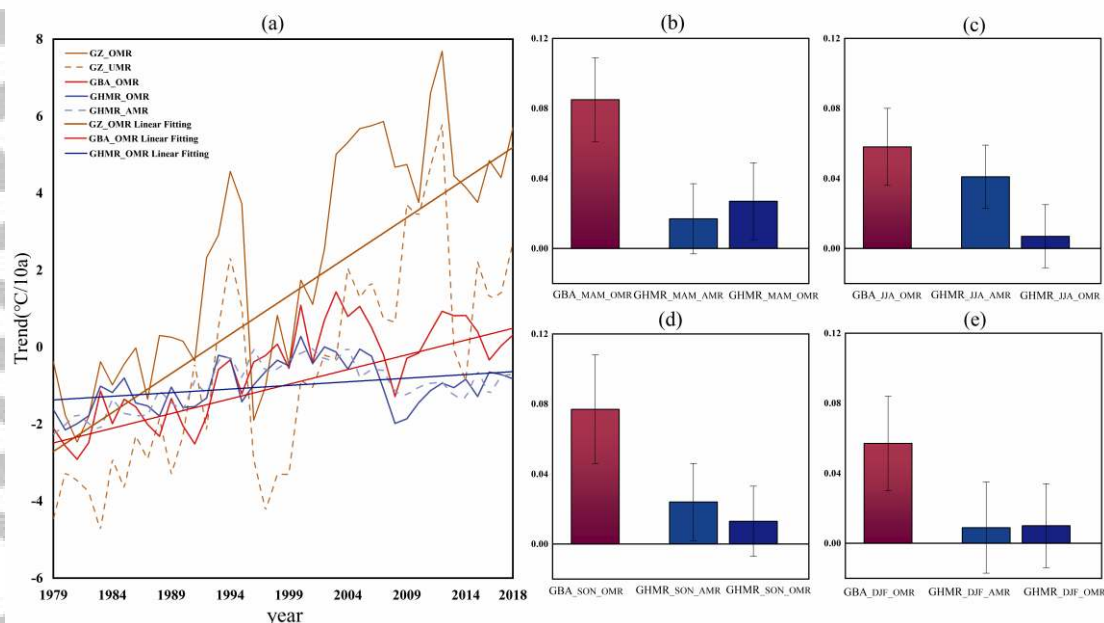 (a)
8
6
4
2
0
-2
-4
-6
Trend(°C/10a)
GZ_OMR
GZ_UMR
GBA_OMR
GHMR_OMR
GHMR_AMR
GZ_OMR Linear Fitting
GBA_OMR Linear Fitting
GHMR_OMR Linear Fitting
1979 1984 1989 1994 1999 2004 2009 2014 2018
year
(b)
0.12
0.08
0.04
0.00
GBA_MAM_OMR GHMR_MAM_AMR GHMR_MAM_OMR
(c)
0.12
0.08
0.04
0.00
GBA_JJA_OMR GHMR_JJA_AMR GHMR_JJA_OMR
(d)
0.12
0.08
0.04
0.00
GBA_SON_OMR GHMR_SON_AMR GHMR_SON_OMR
(e)
0.12
0.08
0.04
0.00
GBA_DJF_OMR GHMR_DJF_AMR GHMR_DJF_OMR